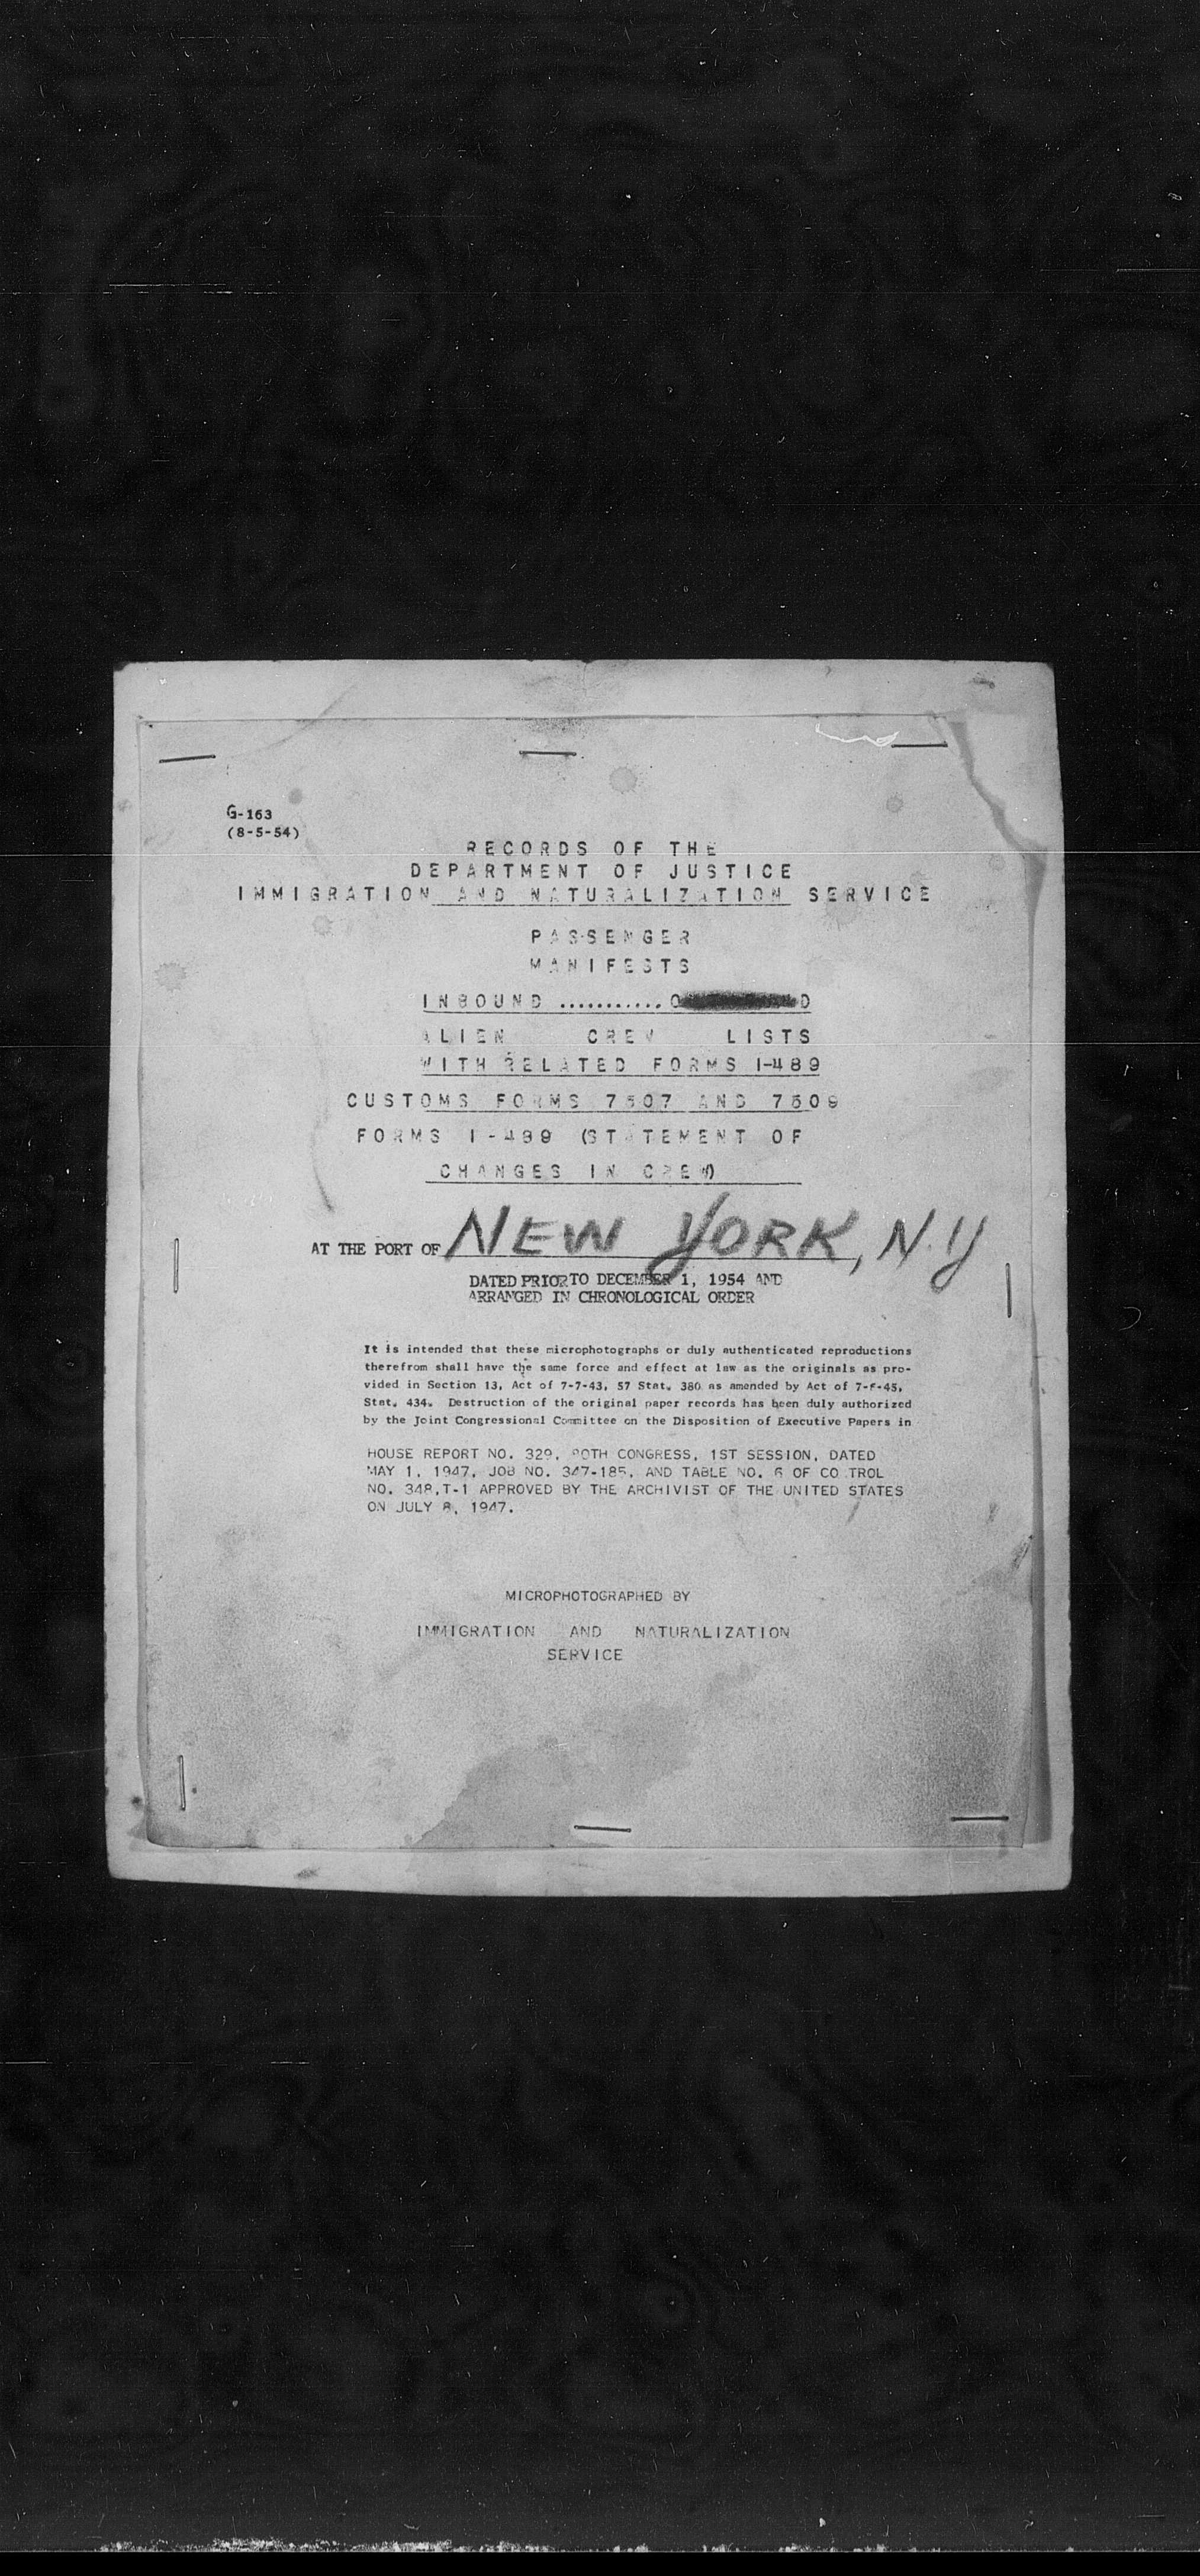 G-163
(8-5-54)
RECORDS OF THE
DEPARTMENT OF JUSTICE
IMMIGRATION AND NATURALIZATION SERVICE
PASSENGER
MANIFESTS
INBOUND ...........
ALIEN CREW LISTS
WITH RELATED FORMS I-489
CUSTOMS FORMS 7507 AND 7509
FORMS I-489 (STATEMENT OF
CHANGES IN CREW)
AT THE PORT OF NEW YORK, N.Y
DATED PRIOR TO DECEMBER 1, 1954 AND
ARRANGED IN CHRONOLOGICAL ORDER
It is intended that these microphotographs or duly authenticated reproductions
therefrom shall have the same force and effect at law as the originals as pro-
vided in Section 13, Act of 7-7-43, 57 Stat. 380 as amended by Act of
Stat. 434. Destruction of the original paper records has been duly authorized
by the Joint Congressional Committee on the Disposition of Executive Papers in
HOUSE REPORT NO. 329, 80TH CONGRESS, 1ST SESSION, DATED
MAY 1, 1947, JOB NO. 347-185, AND TABLE NO. 6 OF CO TROL
NO. 348,T-1 APPROVED BY THE ARCHIVIST OF THE UNITED STATES
ON JULY 8, 1947.
MICROPHOTOGRAPHED BY
IMMIGRATION AND NATURALIZATION
SERVICE